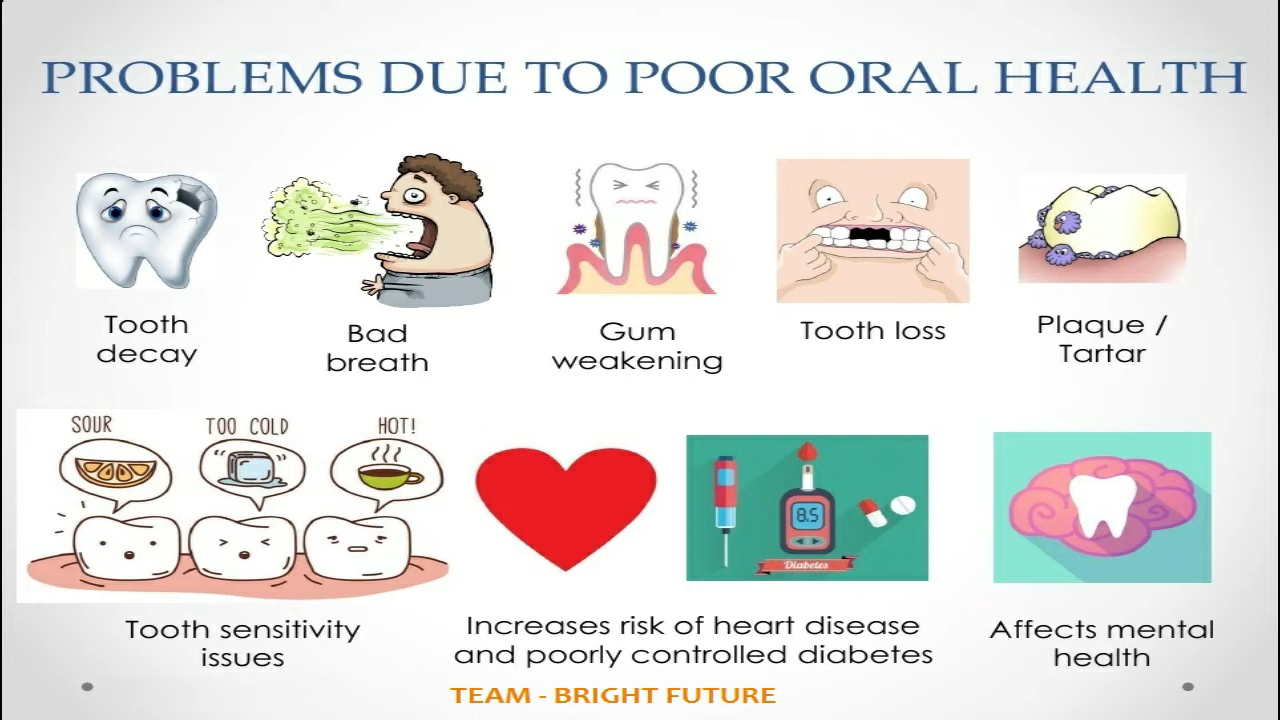 PROBLEMS DUE TO POOR ORAL HEALTH
Tooth
decay
Bad
breath
Gum
weakening
Tooth loss
Plaque /
Tartar
SOUR
TOO COLD
HOT!
8.5
Diabetes
Tooth sensitivity
issues
Increases risk of heart disease
and poorly controlled diabetes
Affects mental
health
TEAM - BRIGHT FUTURE